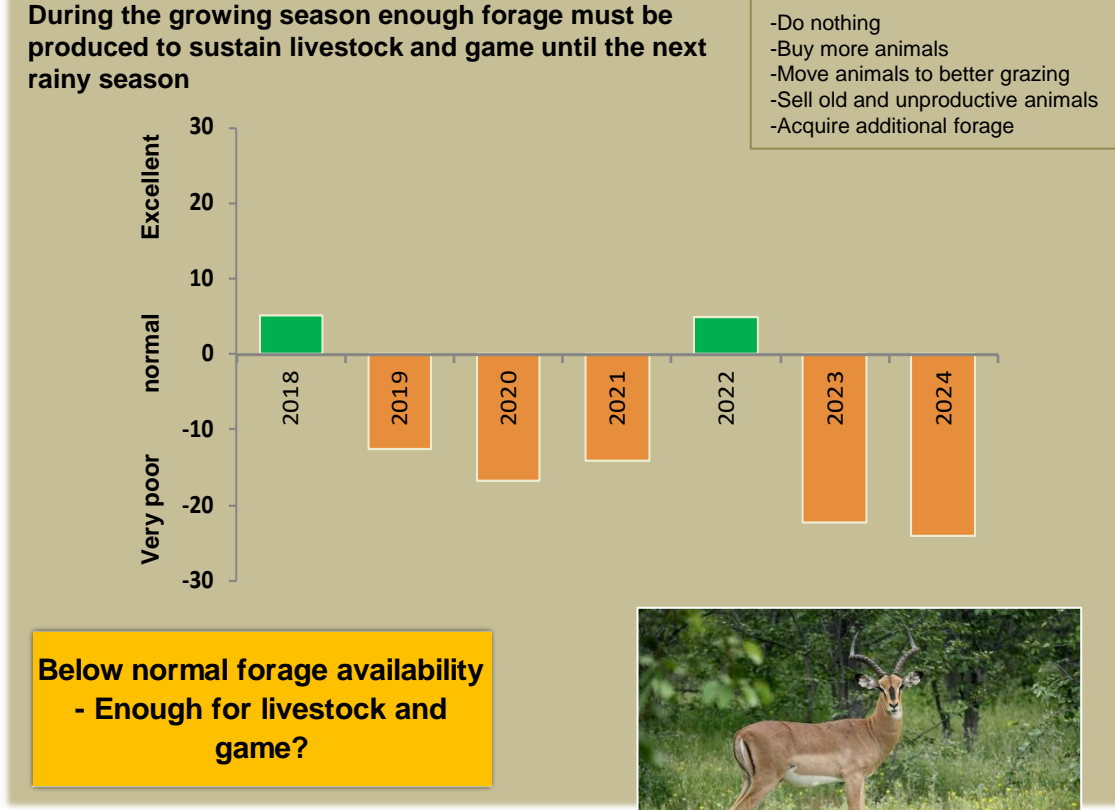 During the growing season enough forage must be
produced to sustain livestock and game until the next
rainy season
-Do nothing
-Buy more animals
-Move animals to better grazing
-Sell old and unproductive animals
-Acquire additional forage
Excellent
normal
Very poor
30
20
10
0
-10
-20
-30
2018
2019
2020
2021
2022
2023
2024
Below normal forage availability
- Enough for livestock and
game?